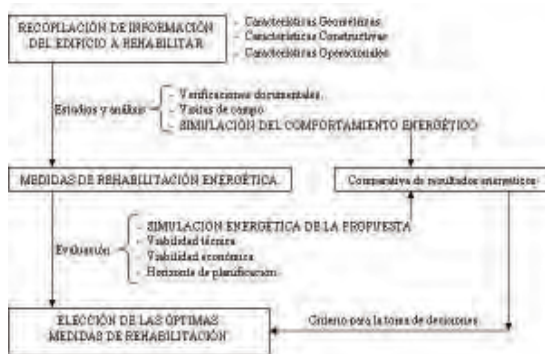 RECOPILACIÓN DE INFORMACIÓN
DEL EDIFICIO A REHABILITAR
- Características Geométricas
- Características Constructivas
- Características Operacionales
Estudios y análisis
- Verificaciones documentales.
- Visitas de campo
- SIMULACIÓN DEL COMPORTAMIENTO ENERGÉTICO
MEDIDAS DE REHABILITACIÓN ENERGÉTICA.
Comparativa de resultados energéticos
Evaluación
- SIMULACIÓN ENERGÉTICA DE LA PROPUESTA
- Viabilidad técnica
- Viabilidad económica
- Horizonte de planificación.
ELECCIÓN DE LAS ÓPTIMAS
MEDIDAS DE REHABILITACIÓN
Criterio para la toma de decisiones